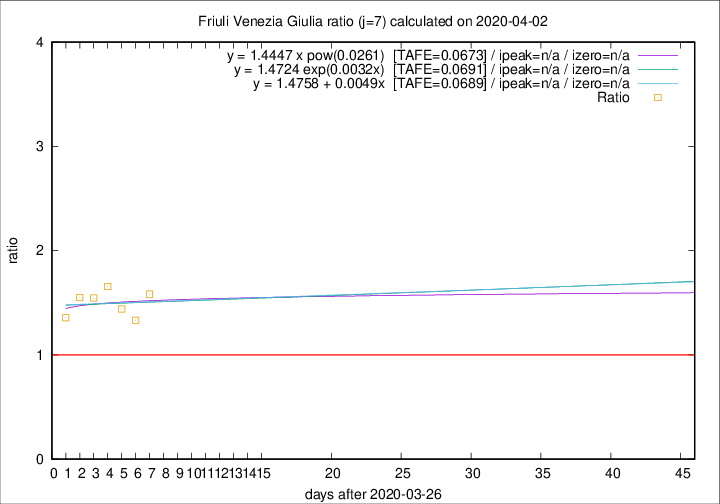 Friuli Venezia Giulia ratio (j=7) calculated on 2020-04-02
y = 1.4447 x pow(0.0261) [TAFE=0.0673] / ipeak=n/a / izero=n/a
y = 1.4724 exp(0.0032x) [TAFE=0.0691] / ipeak=n/a / izero=n/a
y = 1.4758 + 0.0049x [TAFE=0.0689] / ipeak=n/a / izero=n/a
Ratio
4
3
2
1
0
ratio
0 1 2 3 4 5 6 7 8 9 10 11 12 13 14 15 20 25 30 35 40 45
days after 2020-03-26